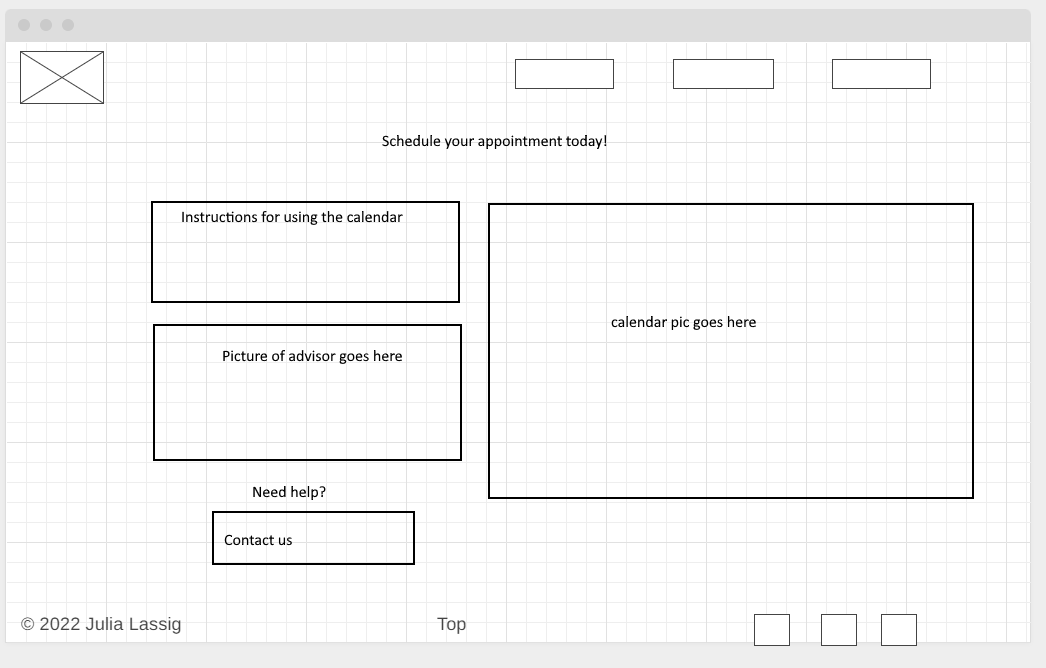 Schedule your appointment today!
Instructions for using the calendar
calendar pic goes here
Picture of advisor goes here
Need help?
Contact us
© 2022 Julia Lassig
Top